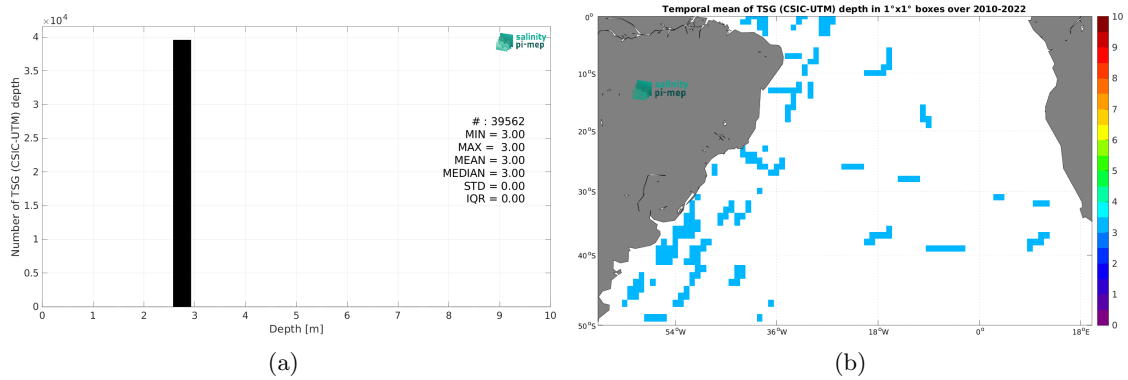 ×10⁴
4
3.5
3
2.5
2
1.5
1
0.5
0
Number of TSG (CSIC-UTM) depth
salinity
pi-mep
# : 39562
MIN = 3.00
MAX = 3.00
MEAN = 3.00
MEDIAN = 3.00
STD = 0.00
IQR = 0.00
0 1 2 3 4 5 6 7 8 9 10
Depth [m]
(a)
Temporal mean of TSG (CSIC-UTM) depth in 1°x1° boxes over 2010-2022
0°
10°S
20°S
30°S
40°S
50°S
salinity
pi-mep
54°W 36°W 18°W 0° 18°E
10
9
8
7
6
5
4
3
2
1
0
(b)